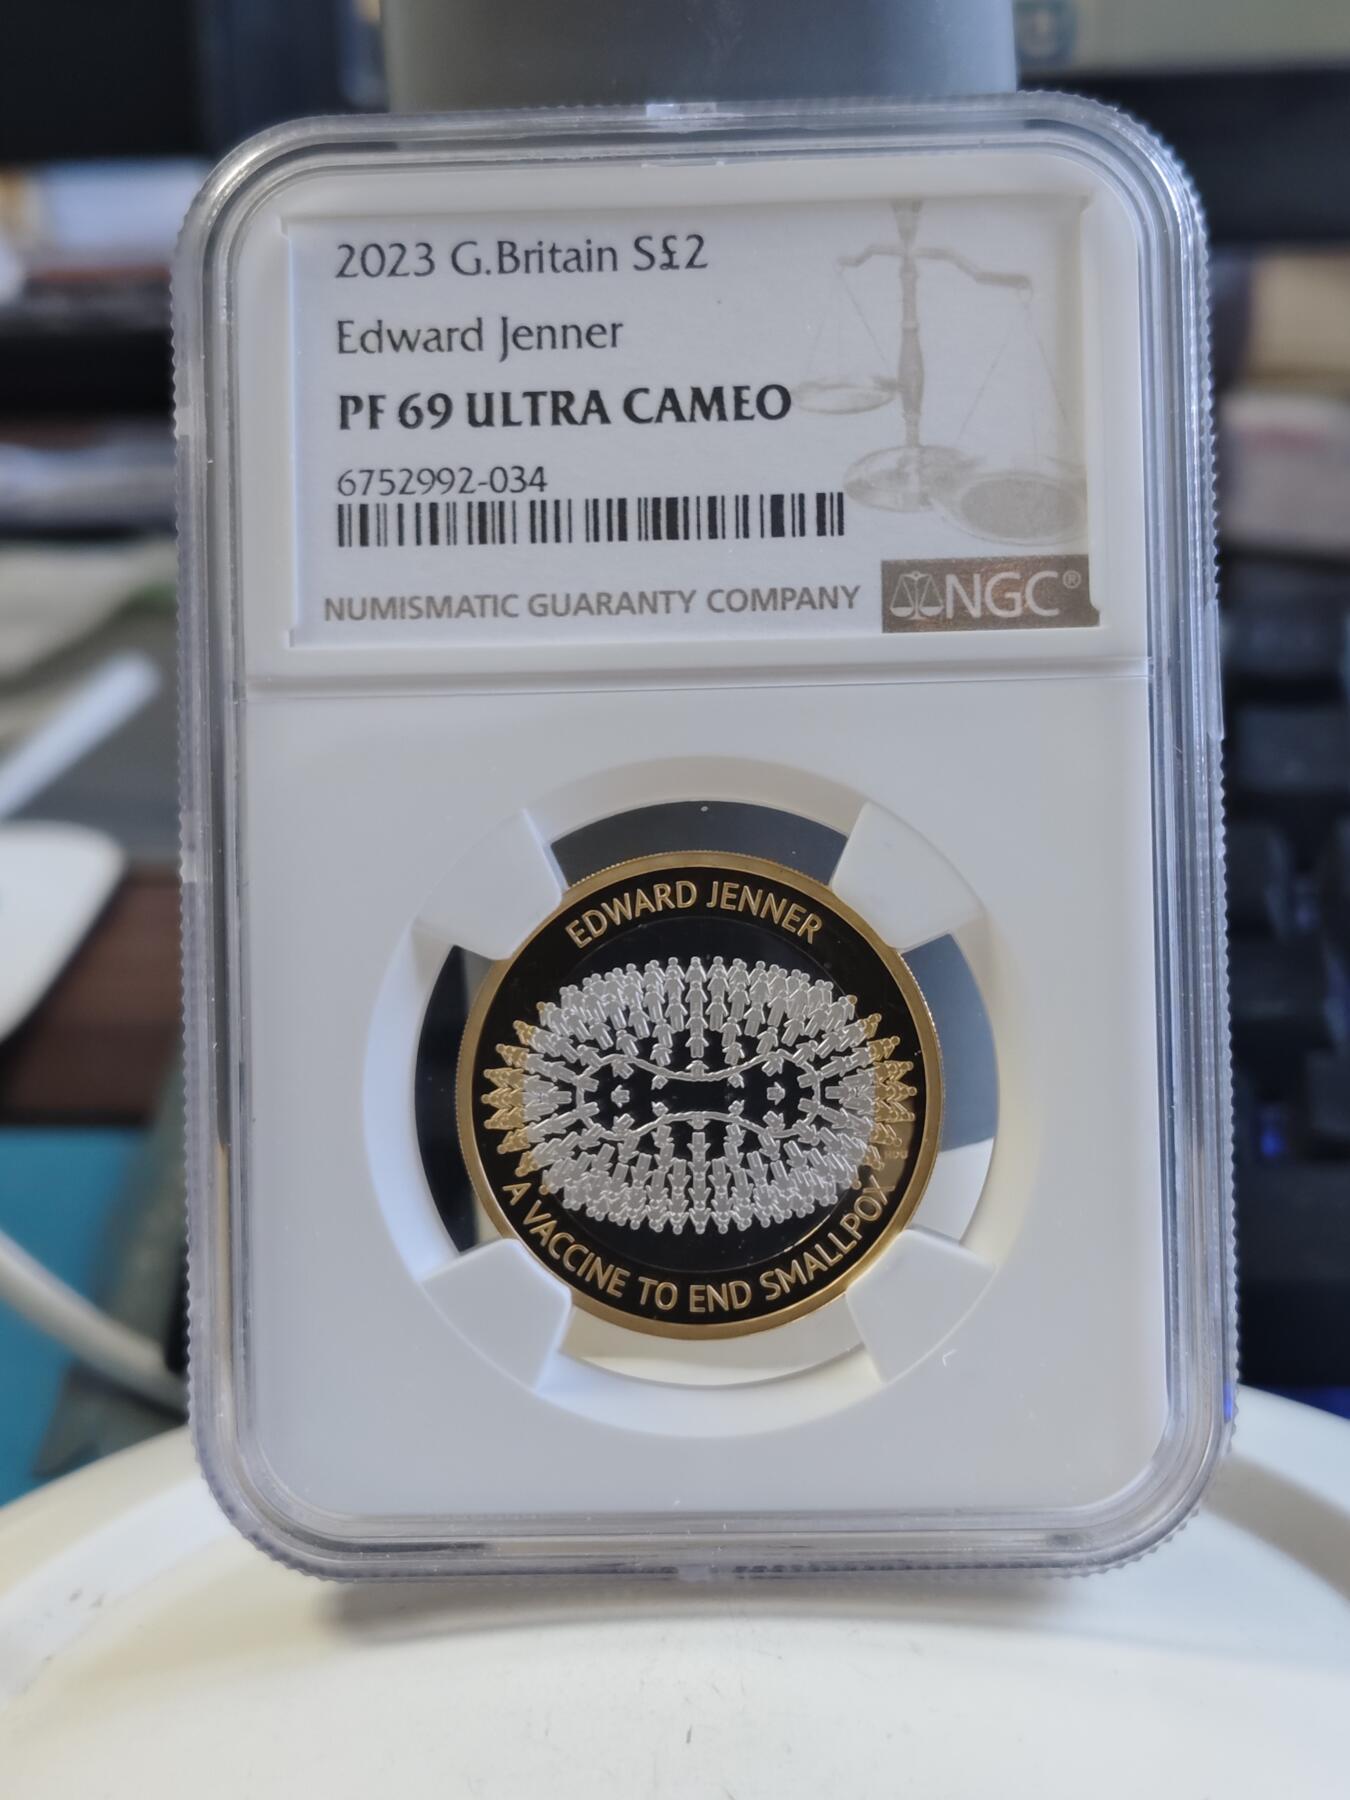 2023 G.Britain S£2
Edward Jenner
PF 69 ULTRA CAMEO
6752992-034
NUMISMATIC GUARANTY COMPANY
NGC®
EDWARD JENNER
A VACCINE TO END SMALLPOX